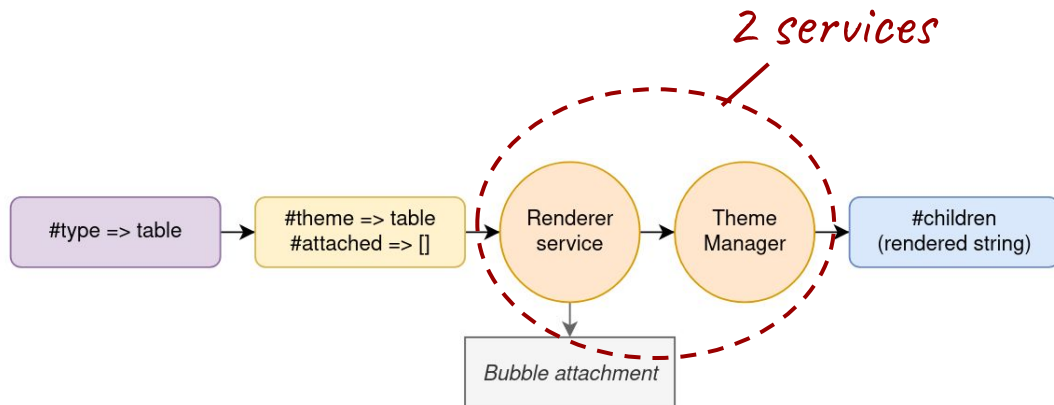 2 services
#type => table
#theme => table
#attached => []
Renderer
service
Theme
Manager
#children
(rendered string)
Bubble attachment